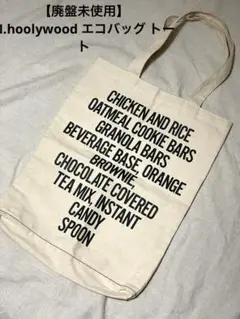 【廃盤未使用】
N.hoolywood エコバッグ トー
ト
CHICKEN AND RICE
OATMEAL COOKIE BARS
GRANOLA BARS
BEVERAGE BASE, ORANGE
BROWNIE,
CHOCOLATE COVERED
TEA MIX, INSTANT
CANDY
SPOON